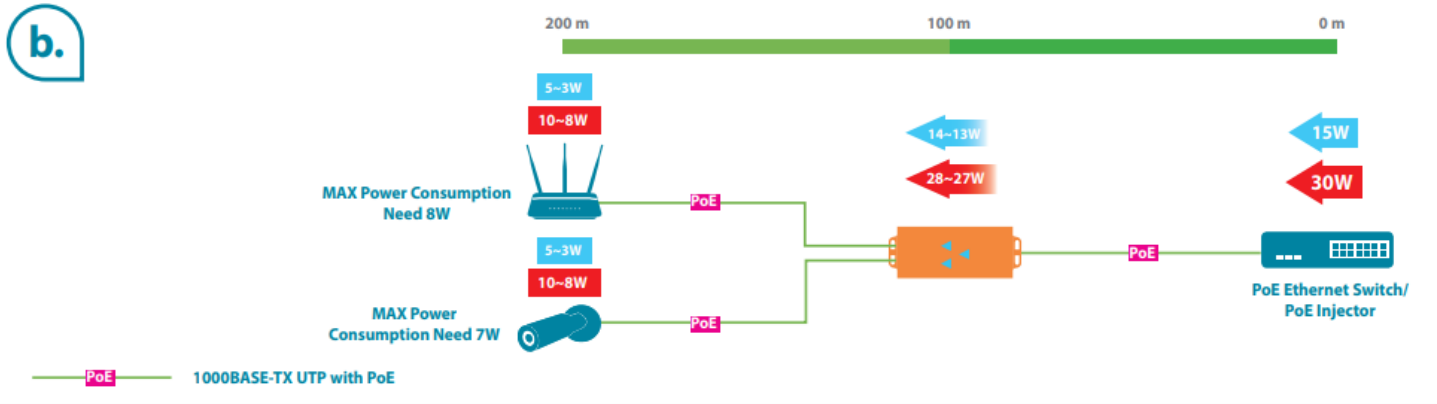 b.
200 m
100 m
0 m
5~3W
10~8W
14~13W
15W
28~27W
30W
MAX Power Consumption
Need 8W
PoE
5~3W
10~8W
PoE
PoE Ethernet Switch/
PoE Injector
MAX Power
Consumption Need 7W
PoE
PoE
1000BASE-TX UTP with PoE